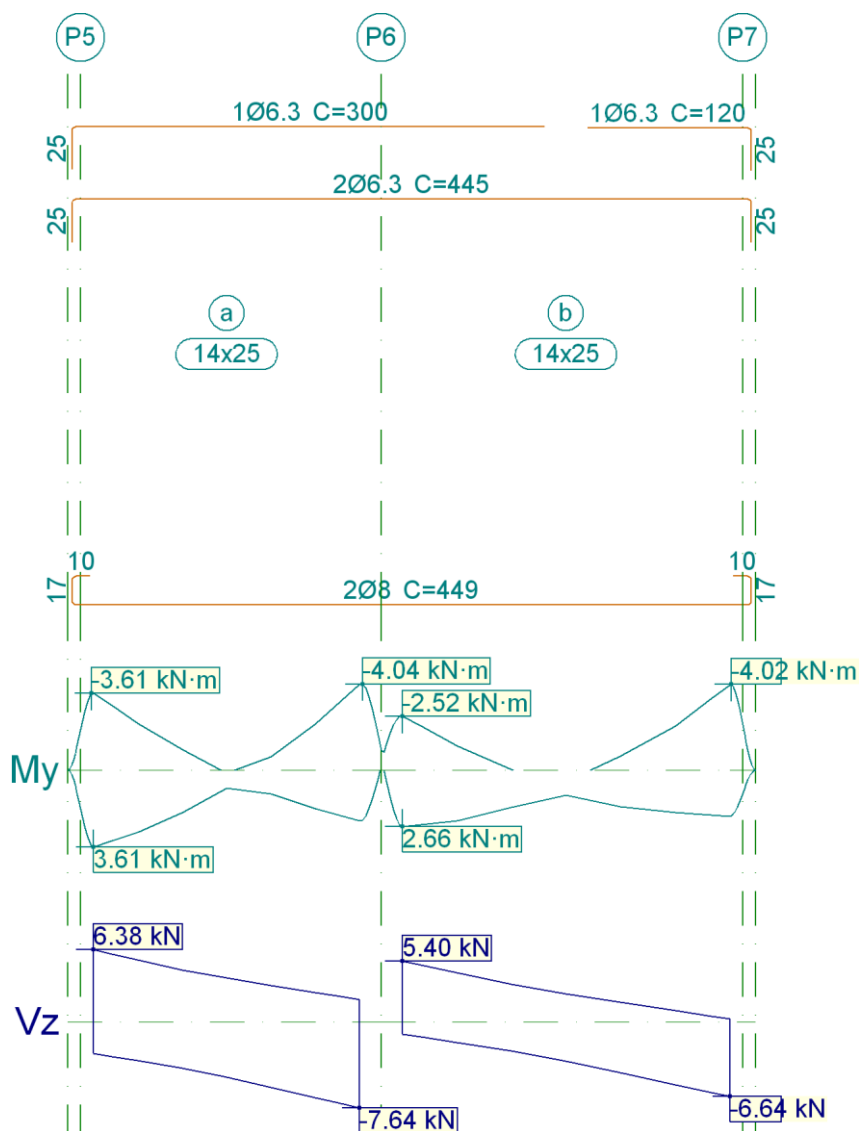 P5 P6 P7
1Ø6.3 C=300 1Ø6.3 C=120
25 25
2Ø6.3 C=445
25 25
a b
14x25 14x25
10 10
17 2Ø8 C=449 17
-3.61 kN·m -4.04 kN·m -4.02 kN·m
-2.52 kN·m
My
3.61 kN·m 2.66 kN·m
6.38 kN 5.40 kN
Vz
-7.64 kN -6.64 kN